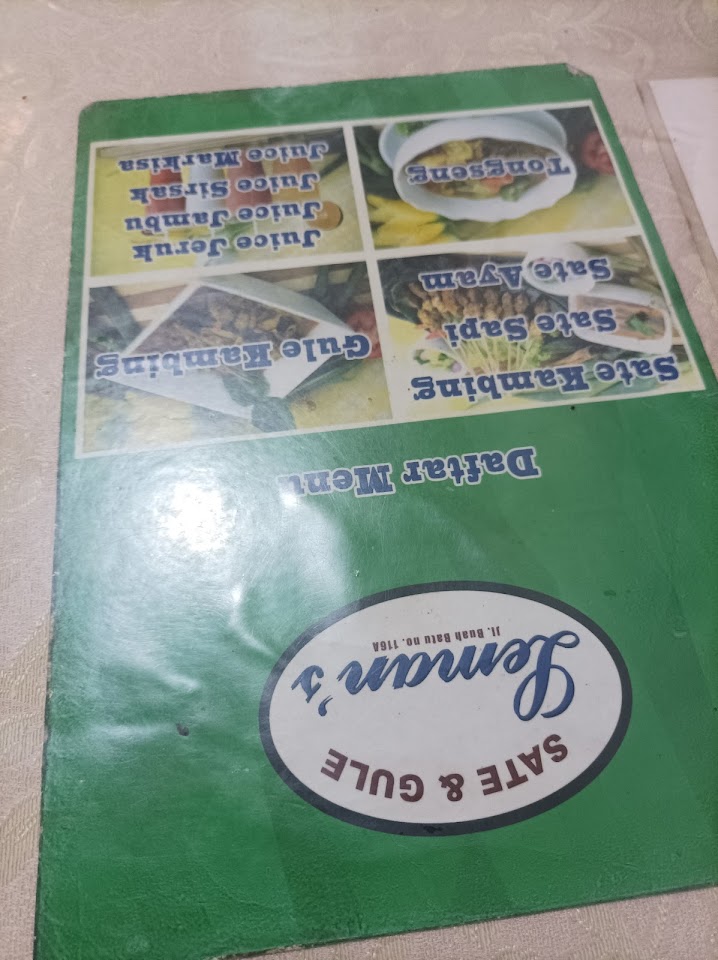 SATE & GULE
Leman's
Jl. Buah Batu no. 116A
Daftar Menu
Sate Kambing
Sate Sapi
Sate Ayam
Gule Kambing
Tongseng
Juice Jeruk
Juice Jambu
Juice Sirsak
Juice Markisa